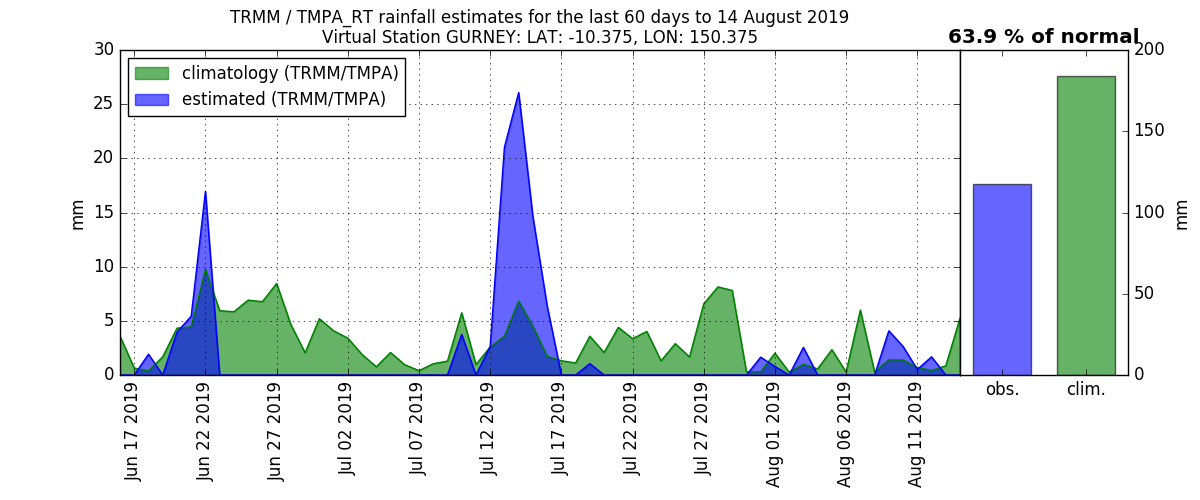 TRMM / TMPA_RT rainfall estimates for the last 60 days to 14 August 2019
Virtual Station GURNEY: LAT: -10.375, LON: 150.375
63.9 % of normal
climatology (TRMM/TMPA)
estimated (TRMM/TMPA)
30
25
20
15
10
5
0
mm
200
150
100
50
0
mm
Jun 17 2019
Jun 22 2019
Jun 27 2019
Jul 02 2019
Jul 07 2019
Jul 12 2019
Jul 17 2019
Jul 22 2019
Jul 27 2019
Aug 01 2019
Aug 06 2019
Aug 11 2019
obs.
clim.